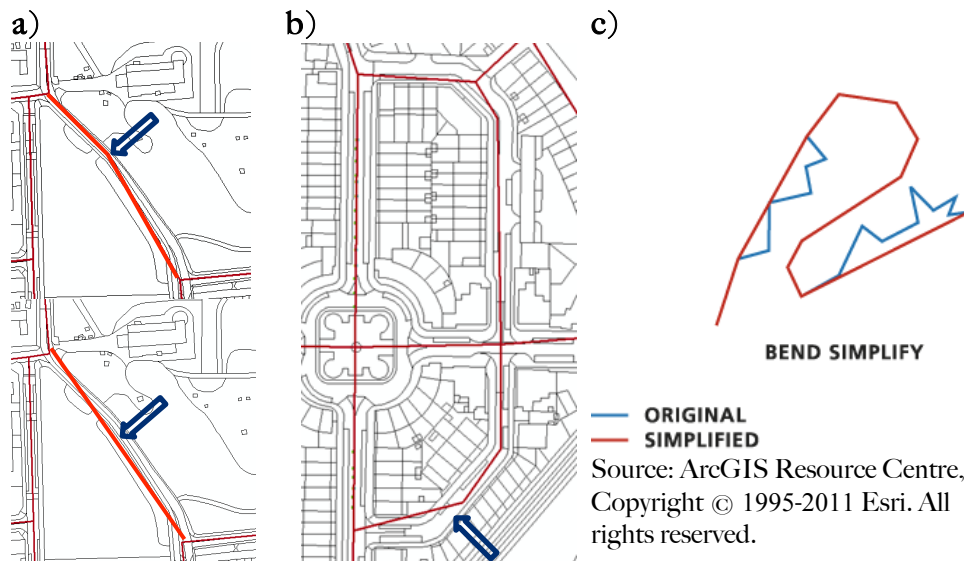 a)
b)
c)
BEND SIMPLIFY
ORIGINAL
SIMPLIFIED
Source: ArcGIS Resource Centre,
Copyright © 1995-2011 Esri. All
rights reserved.